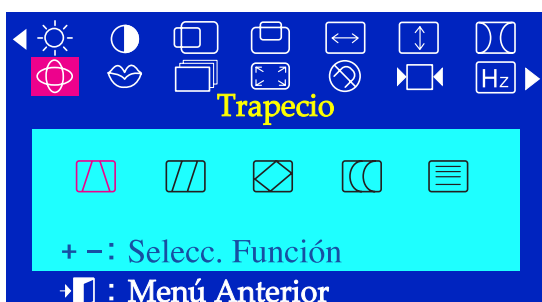 Hz
Trapecio
+ -: Selecc. Función
: Menú Anterior